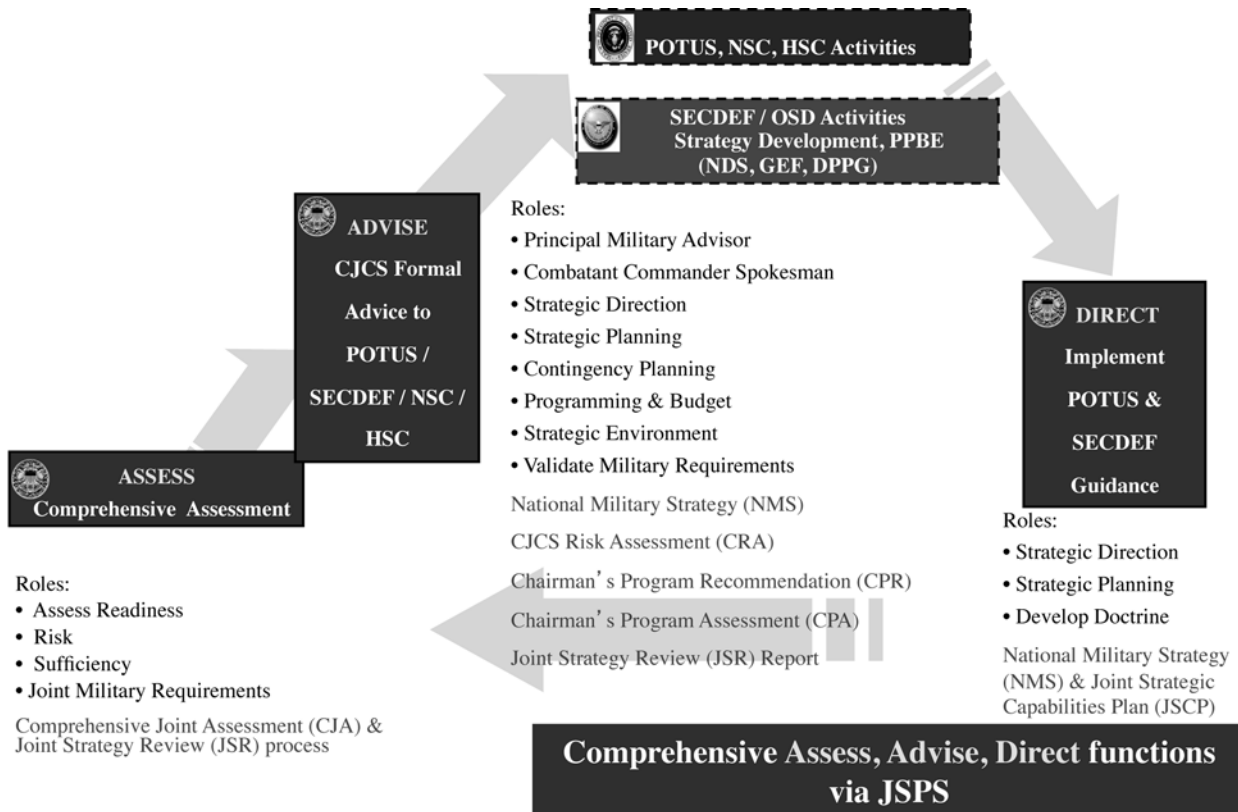 POTUS, NSC, HSC Activities
SECDEF / OSD Activities
Strategy Development, PPBE
(NDS, GEF, DPPG)
ADVISE
CJCS Formal
Advice to
POTUS /
SECDEF / NSC /
HSC
Roles:
• Principal Military Advisor
• Combatant Commander Spokesman
• Strategic Direction
• Strategic Planning
• Contingency Planning
• Programming & Budget
• Strategic Environment
• Validate Military Requirements
National Military Strategy (NMS)
CJCS Risk Assessment (CRA)
Chairman’s Program Recommendation (CPR)
Chairman’s Program Assessment (CPA)
Joint Strategy Review (JSR) Report
DIRECT
Implement
POTUS &
SECDEF
Guidance
Roles:
• Strategic Direction
• Strategic Planning
• Develop Doctrine
National Military Strategy
(NMS) & Joint Strategic
Capabilities Plan (JSCP)
ASSESS
Comprehensive Assessment
Roles:
• Assess Readiness
• Risk
• Sufficiency
• Joint Military Requirements
Comprehensive Joint Assessment (CJA) &
Joint Strategy Review (JSR) process
Comprehensive Assess, Advise, Direct functions
via JSPS